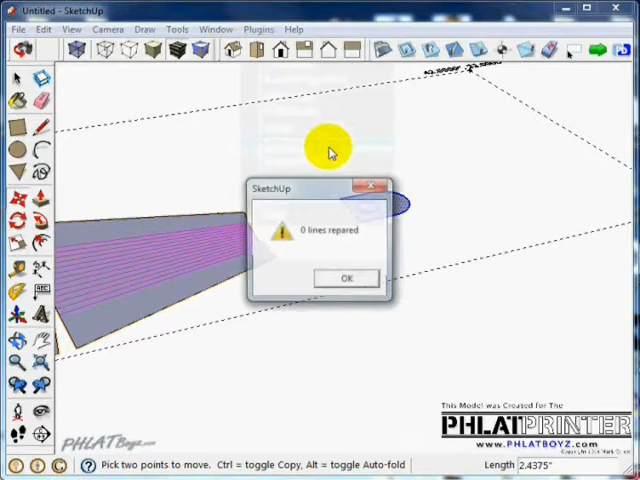 Untitled - SketchUp
File Edit View Camera Draw Tools Window Plugins Help
SketchUp
0 lines repared
OK
ABC
A
This Model was Created For The
PHLATPRINTER
www.PHLATBOYZ.com
PHLATBoyz.com
Pick two points to move. Ctrl = toggle Copy, Alt = toggle Auto-fold
Length 2.4375"